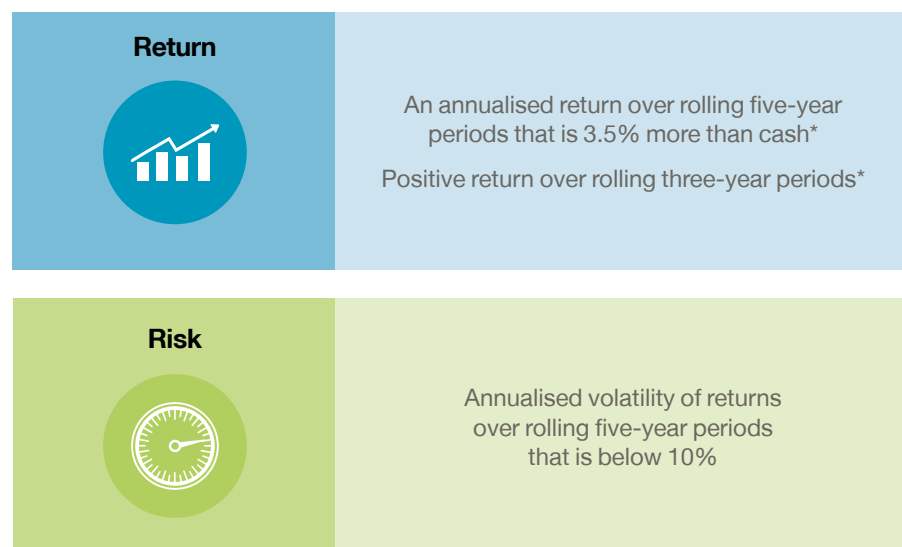 Return
An annualised return over rolling five-year
periods that is 3.5% more than cash*
Positive return over rolling three-year periods*
Risk
Annualised volatility of returns
over rolling five-year periods
that is below 10%